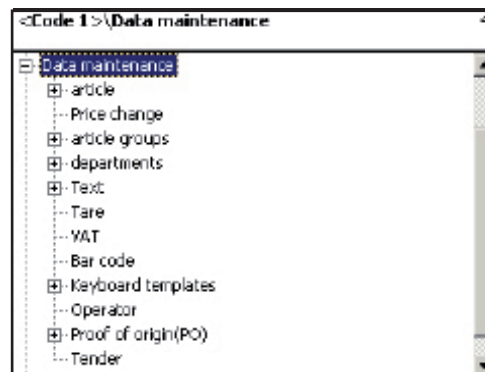 <Code 1>\Data maintenance
Data maintenance
article
Price change
article groups
departments
Text
Tare
VAT
Bar code
Keyboard templates
Operator
Proof of origin(PO)
Tender